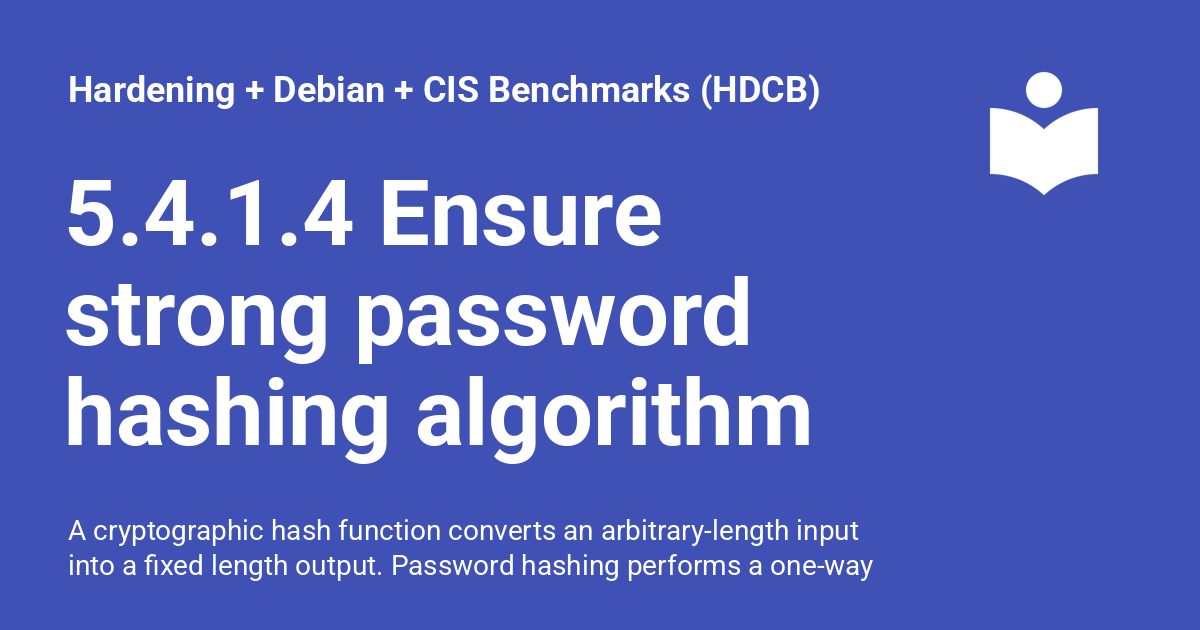 Hardening + Debian + CIS Benchmarks (HDCB)
5.4.1.4 Ensure
strong password
hashing algorithm
A cryptographic hash function converts an arbitrary-length input
into a fixed length output. Password hashing performs a one-way